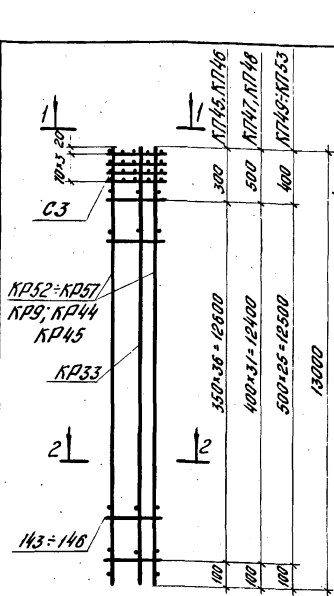 КП45, КП46
КП47, КП48
КП49÷КП53
1
1
20
10×3
300
500
400
С3
КР52÷КР57
КР9; КР44
КР45
КР33
350×36=12600
400×31=12400
500×25=12500
13000
2
2
143÷146
100
100
100